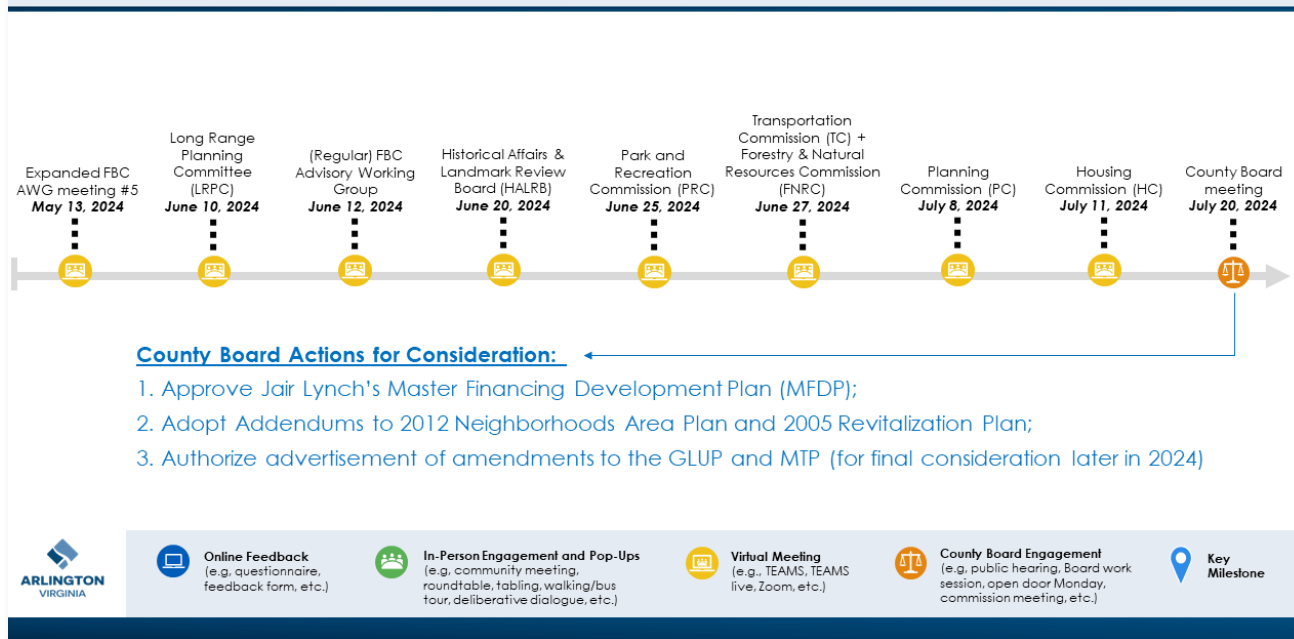 Expanded FBC
AWG meeting #5
May 13, 2024
Long Range
Planning
Committee
(LRPC)
June 10, 2024
(Regular) FBC
Advisory Working
Group
June 12, 2024
Historical Affairs &
Landmark Review
Board (HALRB)
June 20, 2024
Park and
Recreation
Commission (PRC)
June 25, 2024
Transportation
Commission (TC) +
Forestry & Natural
Resources Commission
(FNRC)
June 27, 2024
Planning
Commission (PC)
July 8, 2024
Housing
Commission (HC)
July 11, 2024
County Board
meeting
July 20, 2024
County Board Actions for Consideration:
1. Approve Jair Lynch's Master Financing Development Plan (MFDP);
2. Adopt Addendums to 2012 Neighborhoods Area Plan and 2005 Revitalization Plan;
3. Authorize advertisement of amendments to the GLUP and MTP (for final consideration later in 2024)
ARLINGTON
VIRGINIA
Online Feedback
(e.g, questionnaire,
feedback form, etc.)
In-Person Engagement and Pop-Ups
(e.g, community meeting,
roundtable, tabling, walking/bus
tour, deliberative dialogue, etc.)
Virtual Meeting
(e.g., TEAMS, TEAMS
live, Zoom, etc.)
County Board Engagement
(e.g, public hearing, Board work
session, open door Monday,
commission meeting, etc.)
Key
Milestone